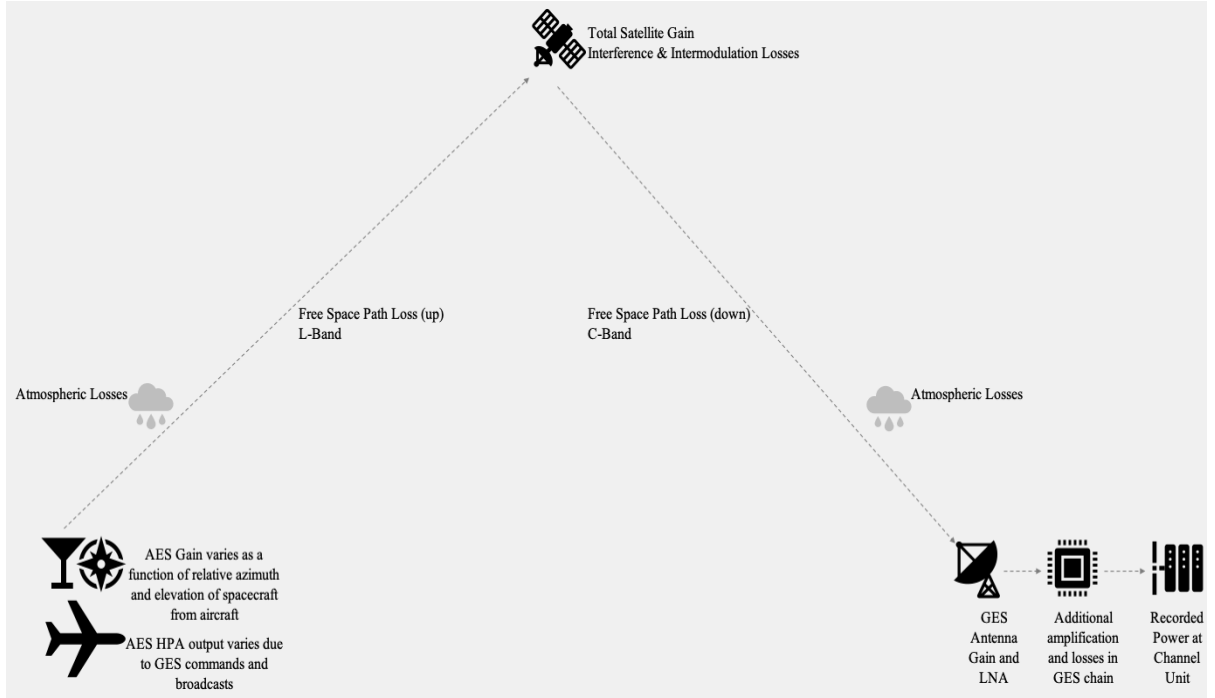 Total Satellite Gain
Interference & Intermodulation Losses
Free Space Path Loss (up)
L-Band
Free Space Path Loss (down)
C-Band
Atmospheric Losses
Atmospheric Losses
AES Gain varies as a
function of relative azimuth
and elevation of spacecraft
from aircraft
AES HPA output varies due
to GES commands and
broadcasts
GES
Antenna
Gain and
LNA
Additional
amplification
and losses in
GES chain
Recorded
Power at
Channel
Unit